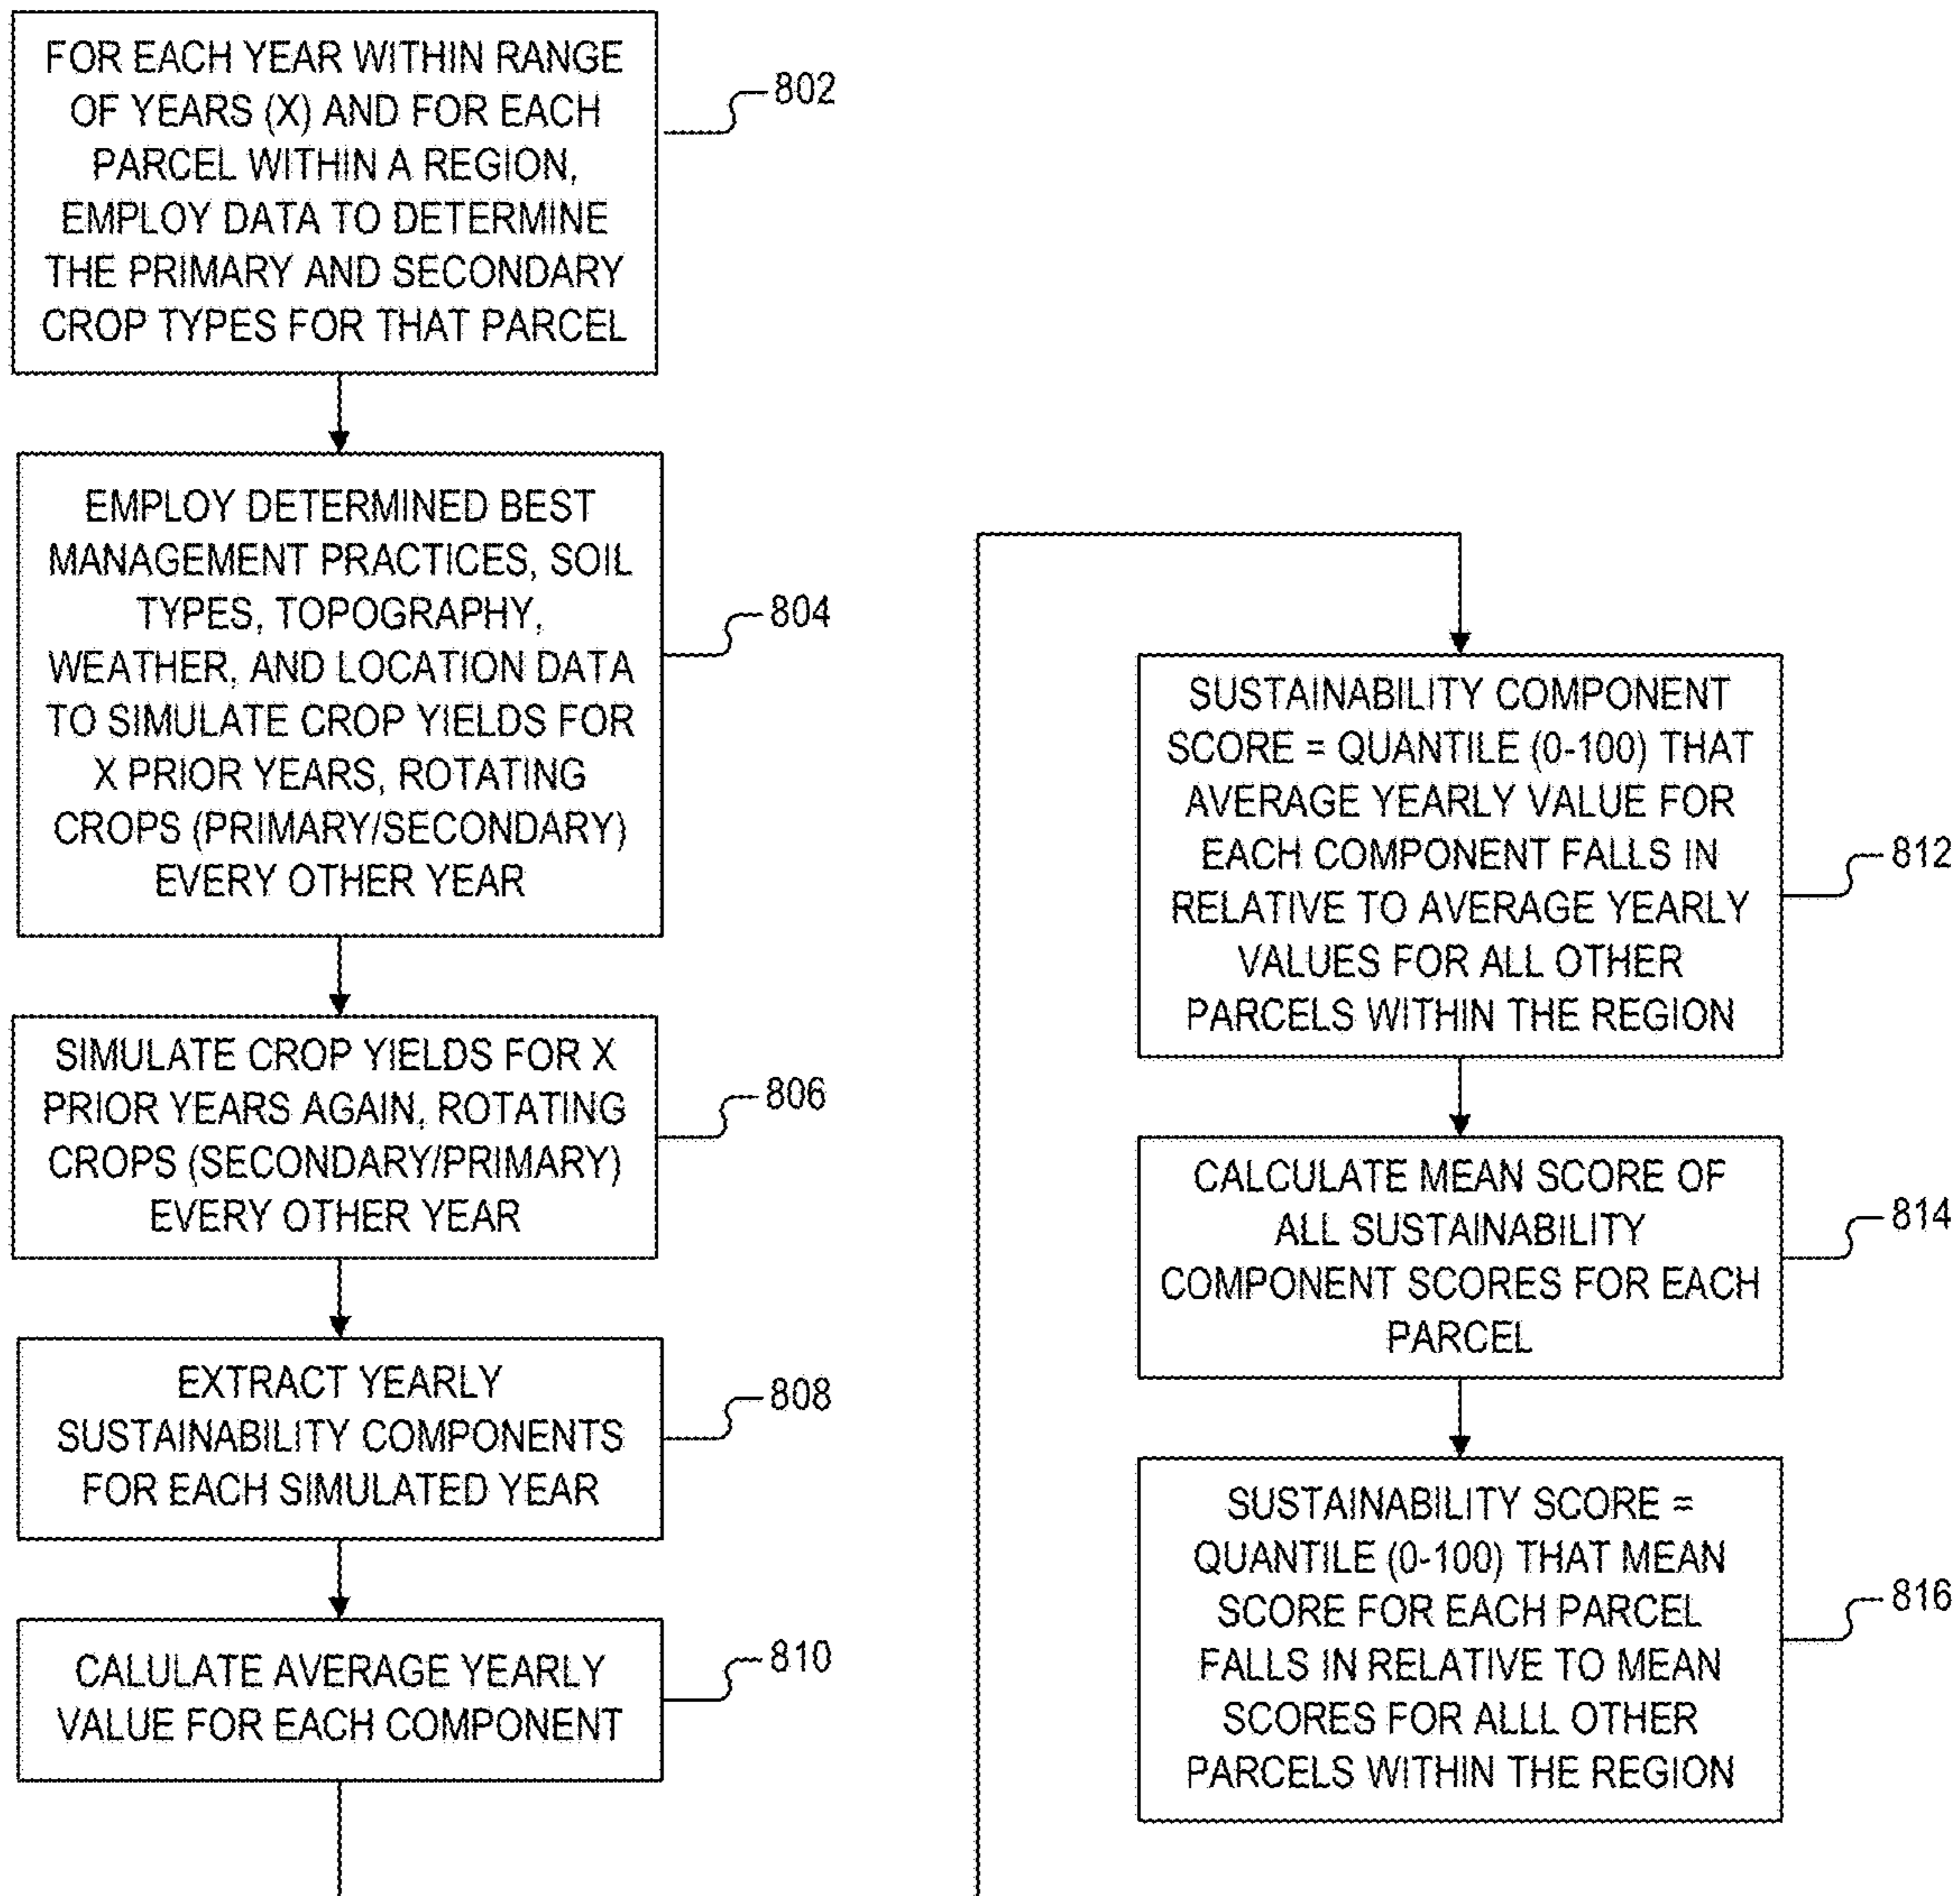 FOR EACH YEAR WITHIN RANGE
OF YEARS (X) AND FOR EACH
PARCEL WITHIN A REGION,
EMPLOY DATA TO DETERMINE
THE PRIMARY AND SECONDARY
CROP TYPES FOR THAT PARCEL
802
EMPLOY DETERMINED BEST
MANAGEMENT PRACTICES, SOIL
TYPES, TOPOGRAPHY,
WEATHER, AND LOCATION DATA
TO SIMULATE CROP YIELDS FOR
X PRIOR YEARS, ROTATING
CROPS (PRIMARY/SECONDARY)
EVERY OTHER YEAR
804
SIMULATE CROP YIELDS FOR X
PRIOR YEARS AGAIN, ROTATING
CROPS (SECONDARY/PRIMARY)
EVERY OTHER YEAR
806
EXTRACT YEARLY
SUSTAINABILITY COMPONENTS
FOR EACH SIMULATED YEAR
808
CALULATE AVERAGE YEARLY
VALUE FOR EACH COMPONENT
810
SUSTAINABILITY COMPONENT
SCORE = QUANTILE (0-100) THAT
AVERAGE YEARLY VALUE FOR
EACH COMPONENT FALLS IN
RELATIVE TO AVERAGE YEARLY
VALUES FOR ALL OTHER
PARCELS WITHIN THE REGION
812
CALCULATE MEAN SCORE OF
ALL SUSTAINABILITY
COMPONENT SCORES FOR EACH
PARCEL
814
SUSTAINABILITY SCORE =
QUANTILE (0-100) THAT MEAN
SCORE FOR EACH PARCEL
FALLS IN RELATIVE TO MEAN
SCORES FOR ALLL OTHER
PARCELS WITHIN THE REGION
816